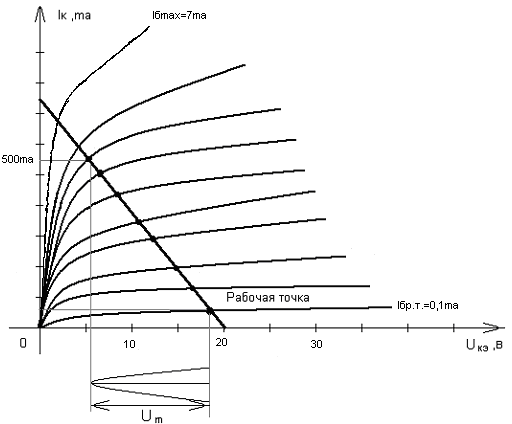 Iк ,ma
Iбmax=7ma
500ma
Рабочая точка
Iбр.т.=0,1ma
0
10
20
30
Uкэ ,в
Um